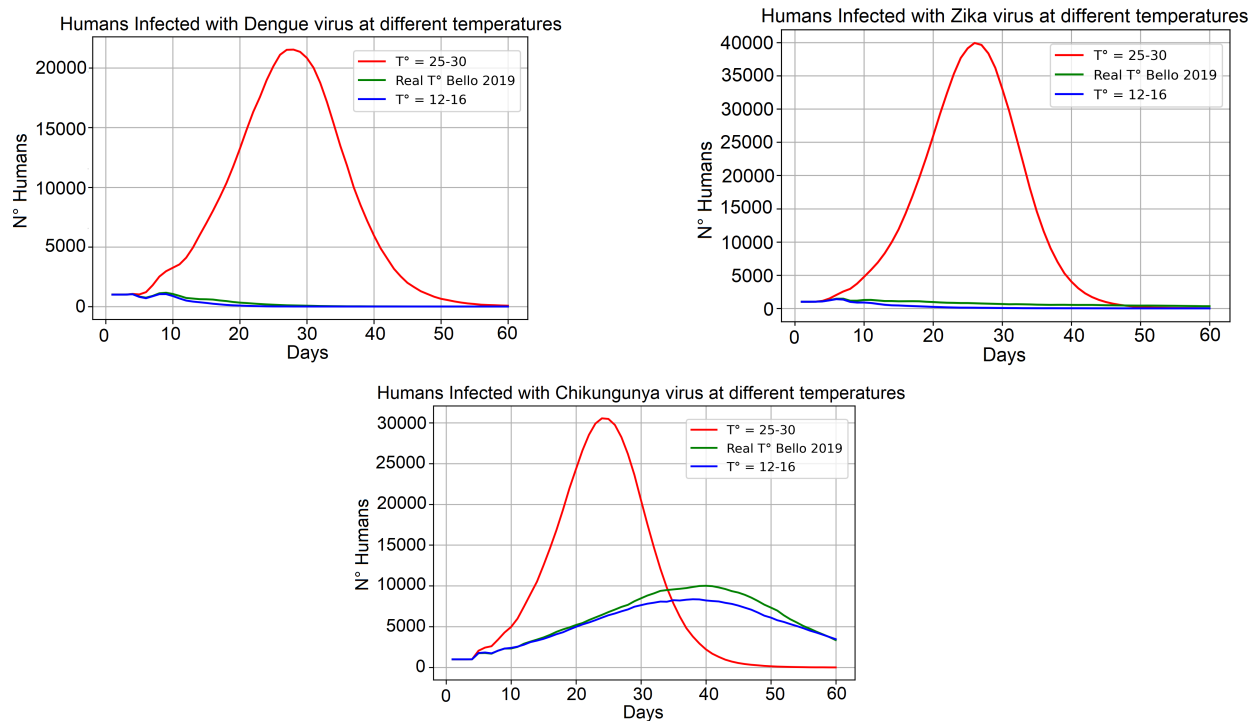 Humans Infected with Dengue virus at different temperatures
20000
15000
10000
5000
0
N° Humans
T° = 25-30
Real T° Bello 2019
T° = 12-16
0 10 20 30 40 50 60
Days
Humans Infected with Zika virus at different temperatures
40000
35000
30000
25000
20000
15000
10000
5000
0
N° Humans
T° = 25-30
Real T° Bello 2019
T° = 12-16
0 10 20 30 40 50 60
Days
Humans Infected with Chikungunya virus at different temperatures
30000
25000
20000
15000
10000
5000
0
N° Humans
T° = 25-30
Real T° Bello 2019
T° = 12-16
0 10 20 30 40 50 60
Days